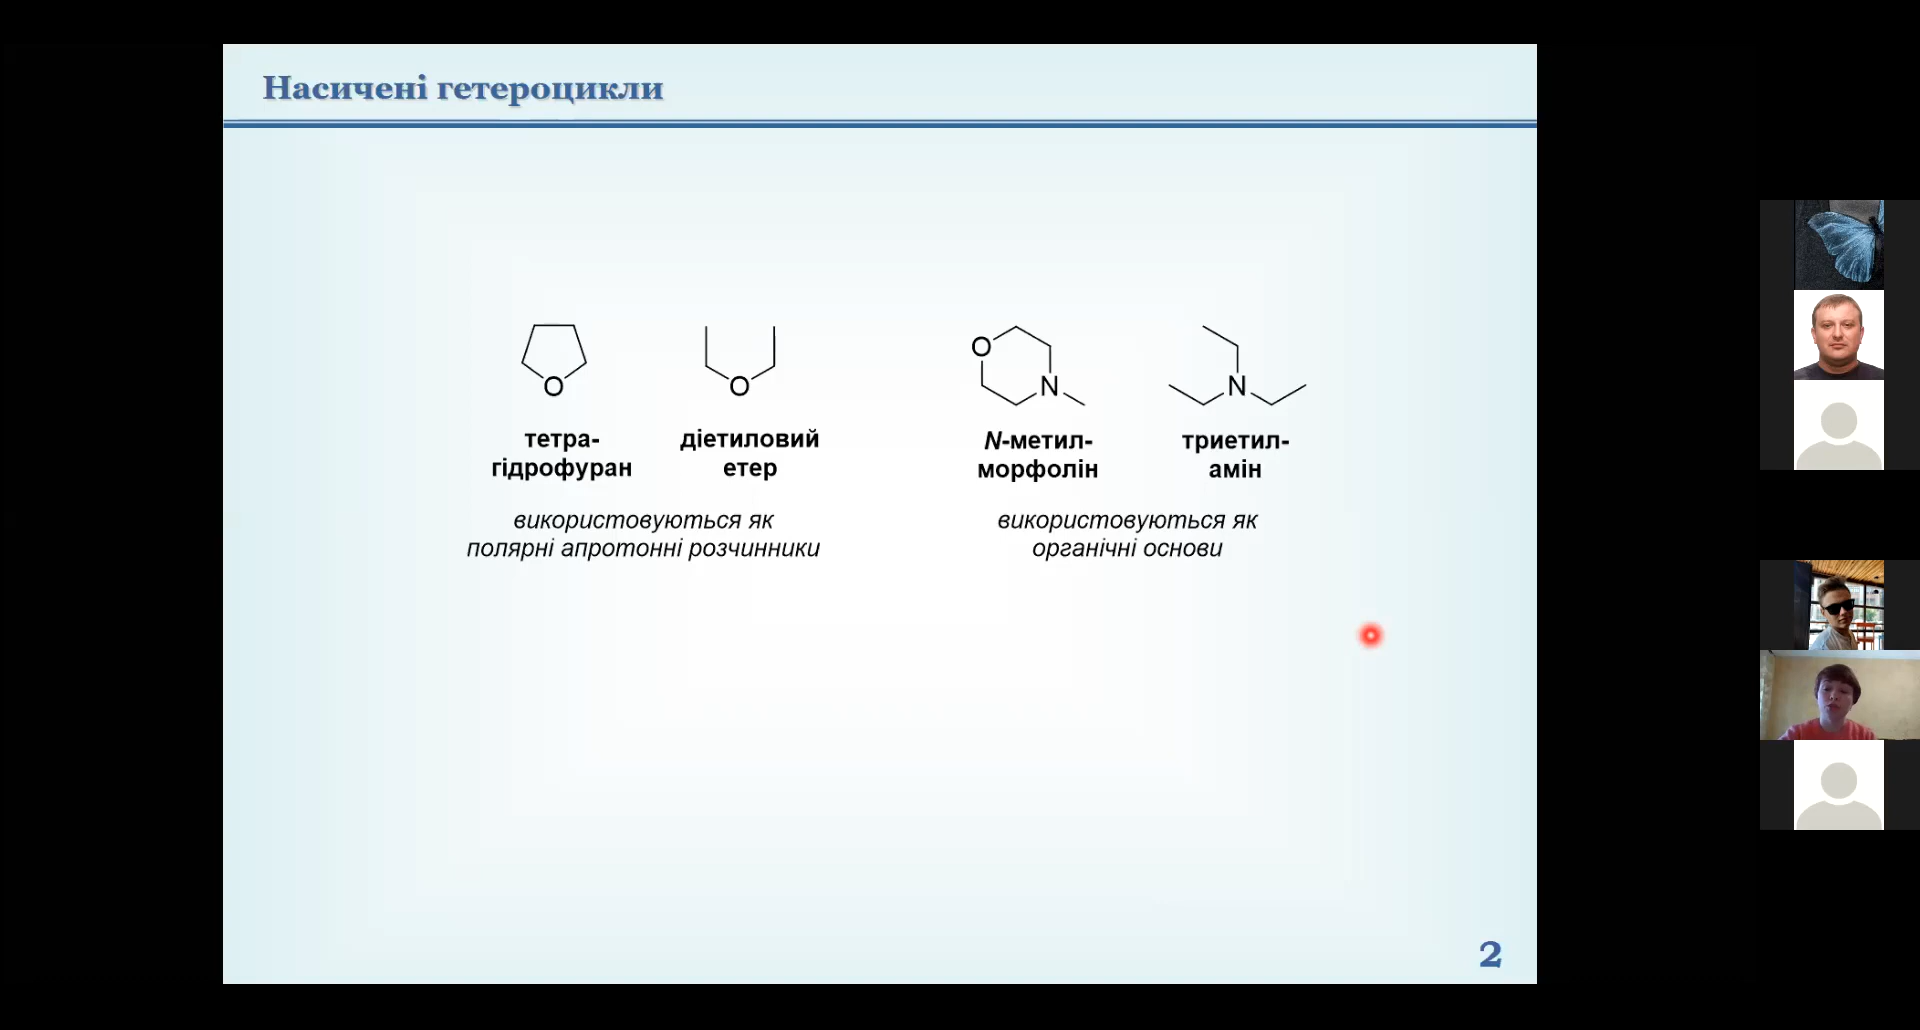 Насичені гетероцикли
O
O
O
N
N
тетра-
гідрофуран
діетиловий
етер
N-метил-
морфолін
триетил-
амін
використовуються як
полярні апротонні розчинники
використовуються як
органічні основи
2